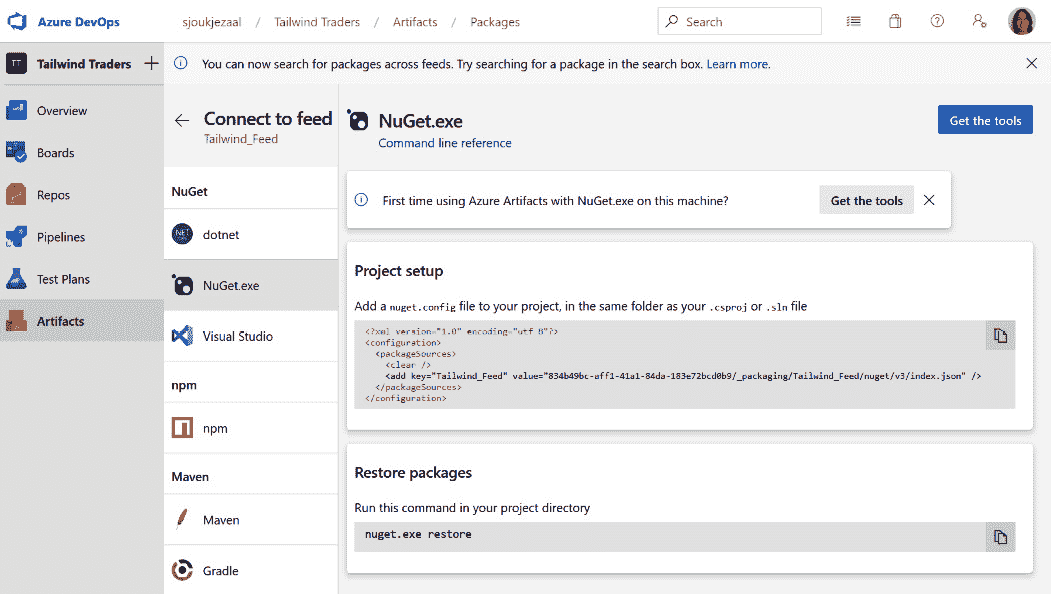 Azure DevOps
sjoukjezaal / Tailwind Traders / Artifacts / Packages
Search
TT Tailwind Traders
You can now search for packages across feeds. Try searching for a package in the search box. Learn more.
Overview
Boards
Repos
Pipelines
Test Plans
Artifacts
Connect to feed
Tailwind_Feed
NuGet
dotnet
NuGet.exe
Visual Studio
npm
npm
Maven
Maven
Gradle
NuGet.exe
Command line reference
Get the tools
First time using Azure Artifacts with NuGet.exe on this machine?
Get the tools
Project setup
Add a nuget.config file to your project, in the same folder as your .csproj or .sln file
<?xml version="1.0" encoding="utf 8"?>
<configuration>
<packageSources>
<clear />
<add key="Tailwind_Feed" value="834b49bc-aff1-41a1-84da-183e72bcd0b9/_packaging/Tailwind_Feed/nuget/v3/index.json" />
</packageSources>
</configuration>
Restore packages
Run this command in your project directory
nuget.exe restore